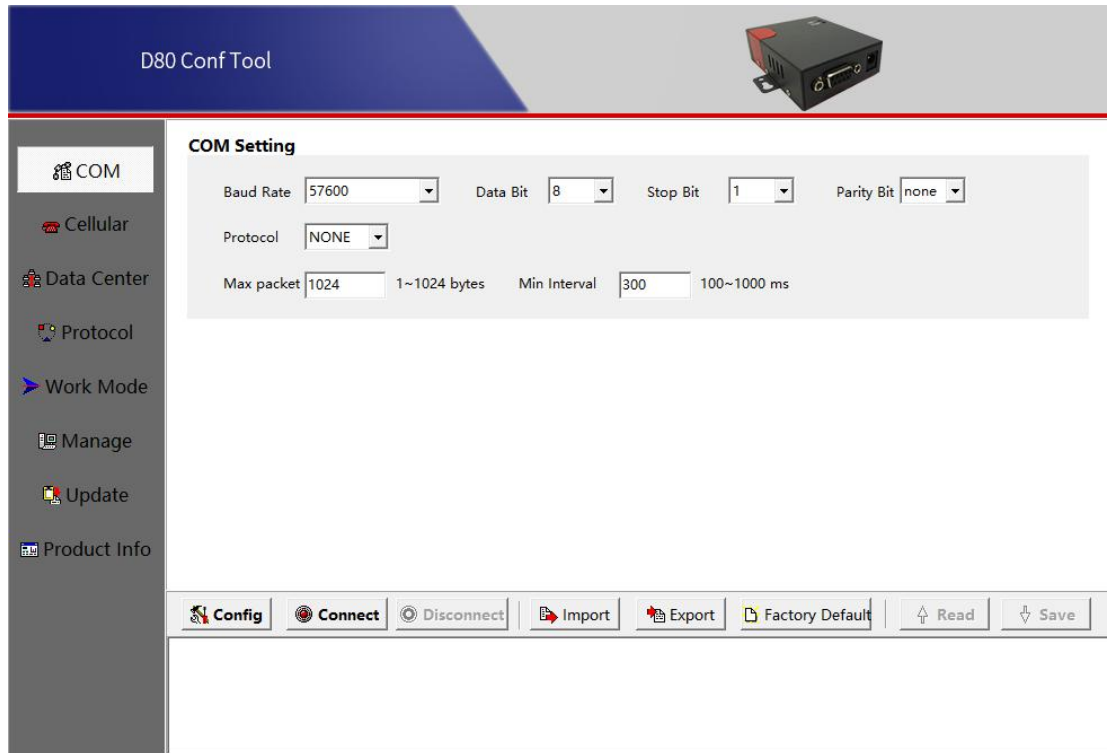 D80 Conf Tool
COM Setting
COM
Baud Rate 57600 Data Bit 8 Stop Bit 1 Parity Bit none
Cellular
Protocol NONE
Data Center
Max packet 1024 1~1024 bytes Min Interval 300 100~1000 ms
Protocol
Work Mode
Manage
Update
Product Info
Config Connect Disconnect Import Export Factory Default Read Save